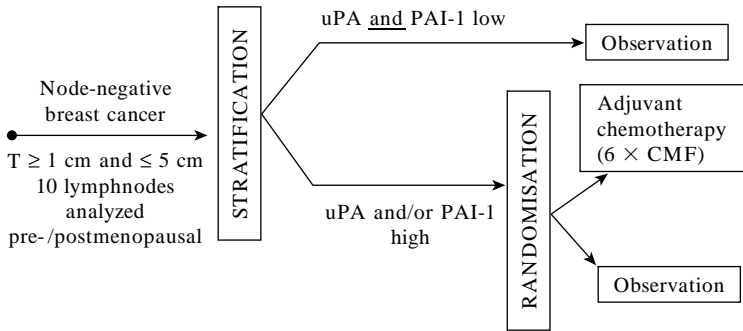 Node-negative
breast cancer
T ≥ 1 cm and ≤ 5 cm
10 lymphnodes
analyzed
pre-/postmenopausal
STRATIFICATION
uPA and PAI-1 low
Observation
uPA and/or PAI-1
high
RANDOMISATION
Adjuvant
chemotherapy
(6 × CMF)
Observation